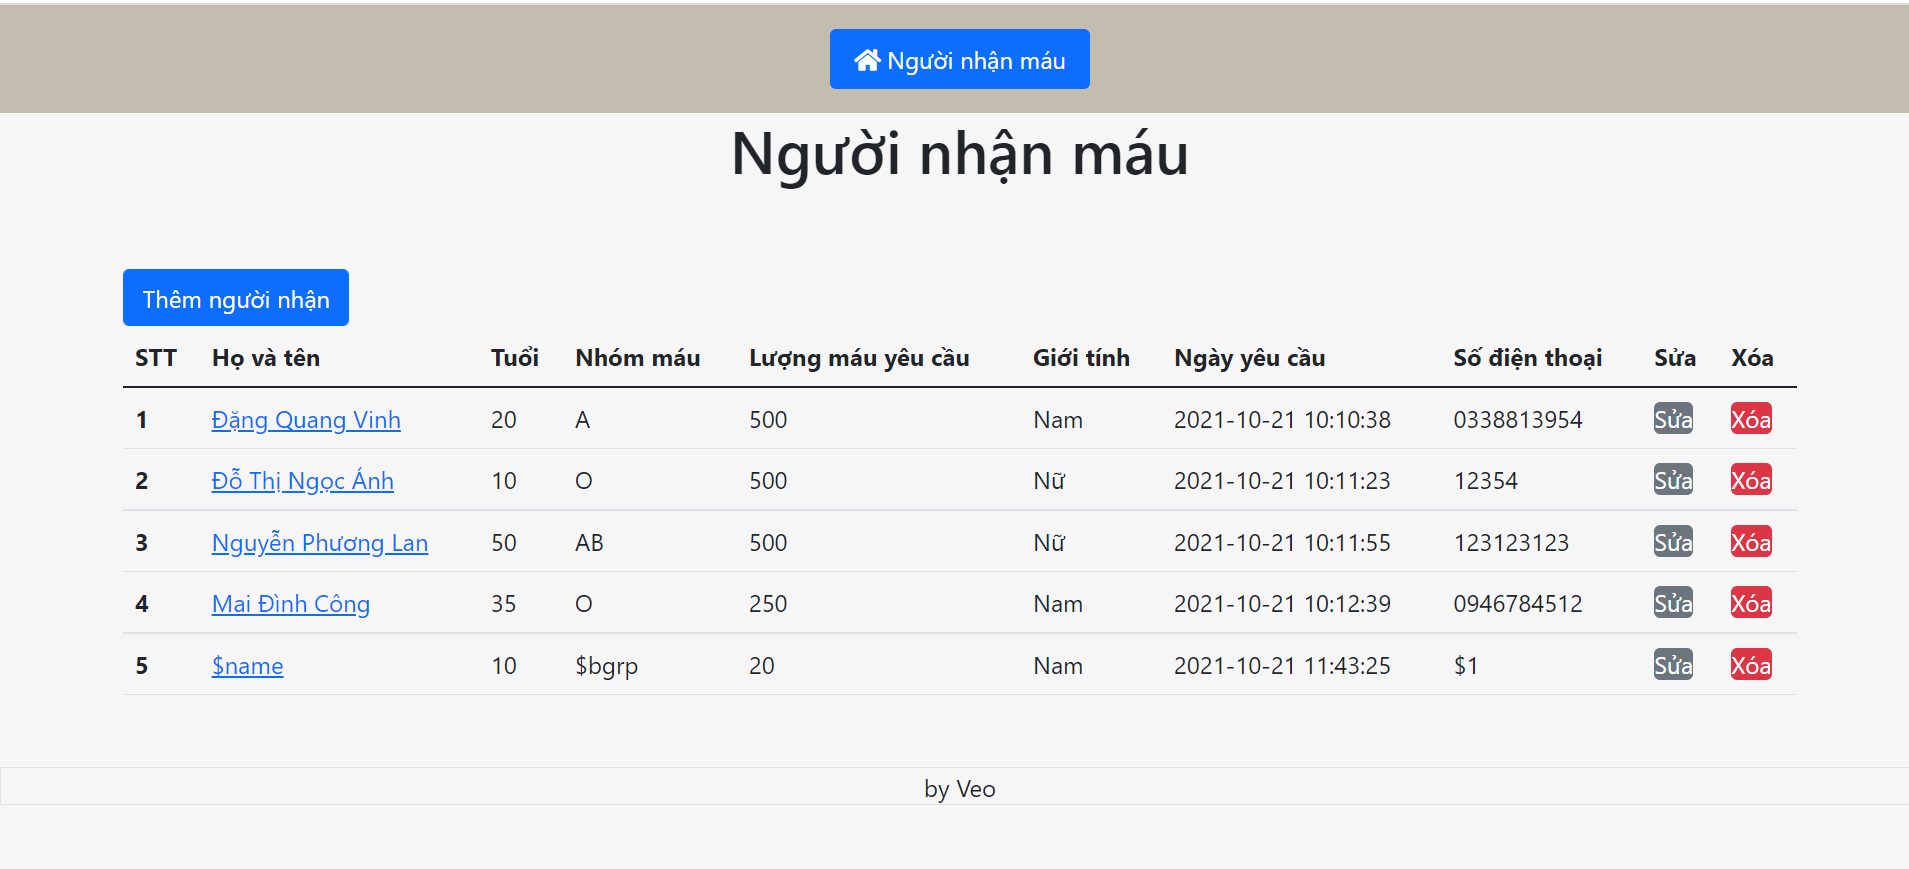 Người nhận máu
Người nhận máu
Thêm người nhận
STT Họ và tên Tuổi Nhóm máu Lượng máu yêu cầu Giới tính Ngày yêu cầu Số điện thoại Sửa Xóa
1 Đặng Quang Vinh 20 A 500 Nam 2021-10-21 10:10:38 0338813954 Sửa Xóa
2 Đỗ Thị Ngọc Ánh 10 O 500 Nữ 2021-10-21 10:11:23 12354 Sửa Xóa
3 Nguyễn Phương Lan 50 AB 500 Nữ 2021-10-21 10:11:55 123123123 Sửa Xóa
4 Mai Đình Công 35 O 250 Nam 2021-10-21 10:12:39 0946784512 Sửa Xóa
5 $name 10 $bgrp 20 Nam 2021-10-21 11:43:25 $1 Sửa Xóa
by Veo